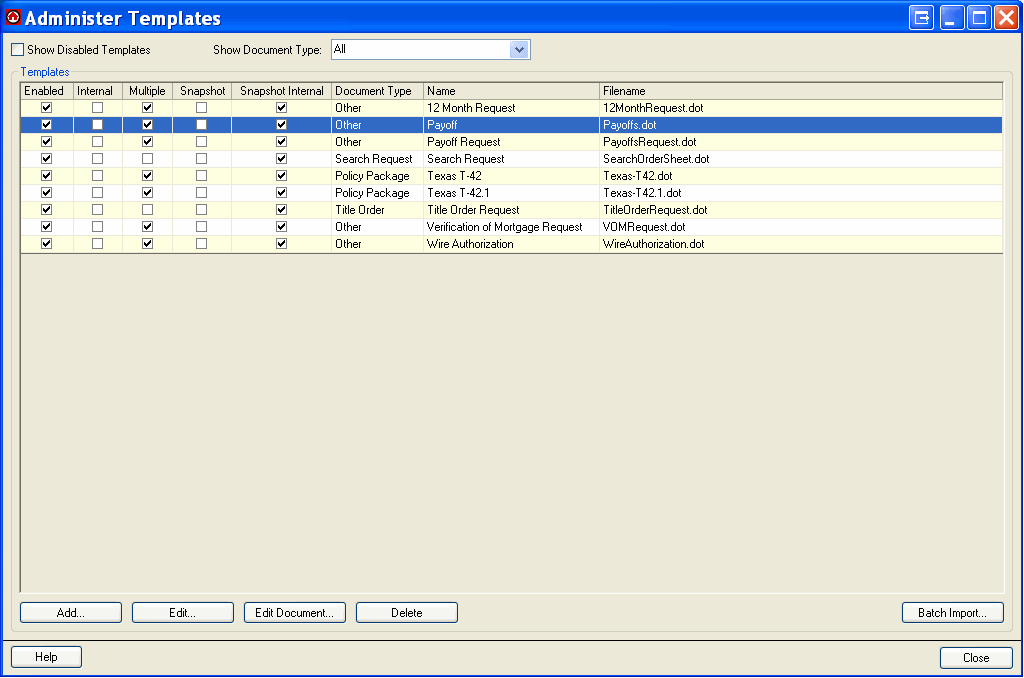 Administer Templates
Show Disabled Templates Show Document Type: All
Templates
Enabled Internal Multiple Snapshot Snapshot Internal Document Type Name Filename
Other 12 Month Request 12MonthRequest.dot
Other Payoff Payoffs.dot
Other Payoff Request PayoffsRequest.dot
Search Request Search Request SearchOrderSheet.dot
Policy Package Texas T-42 Texas-T42.dot
Policy Package Texas T-42.1 Texas-T42.1.dot
Title Order Title Order Request TitleOrderRequest.dot
Other Verification of Mortgage Request VOMRequest.dot
Other Wire Authorization WireAuthorization.dot
Add... Edit... Edit Document... Delete Batch Import...
Help Close